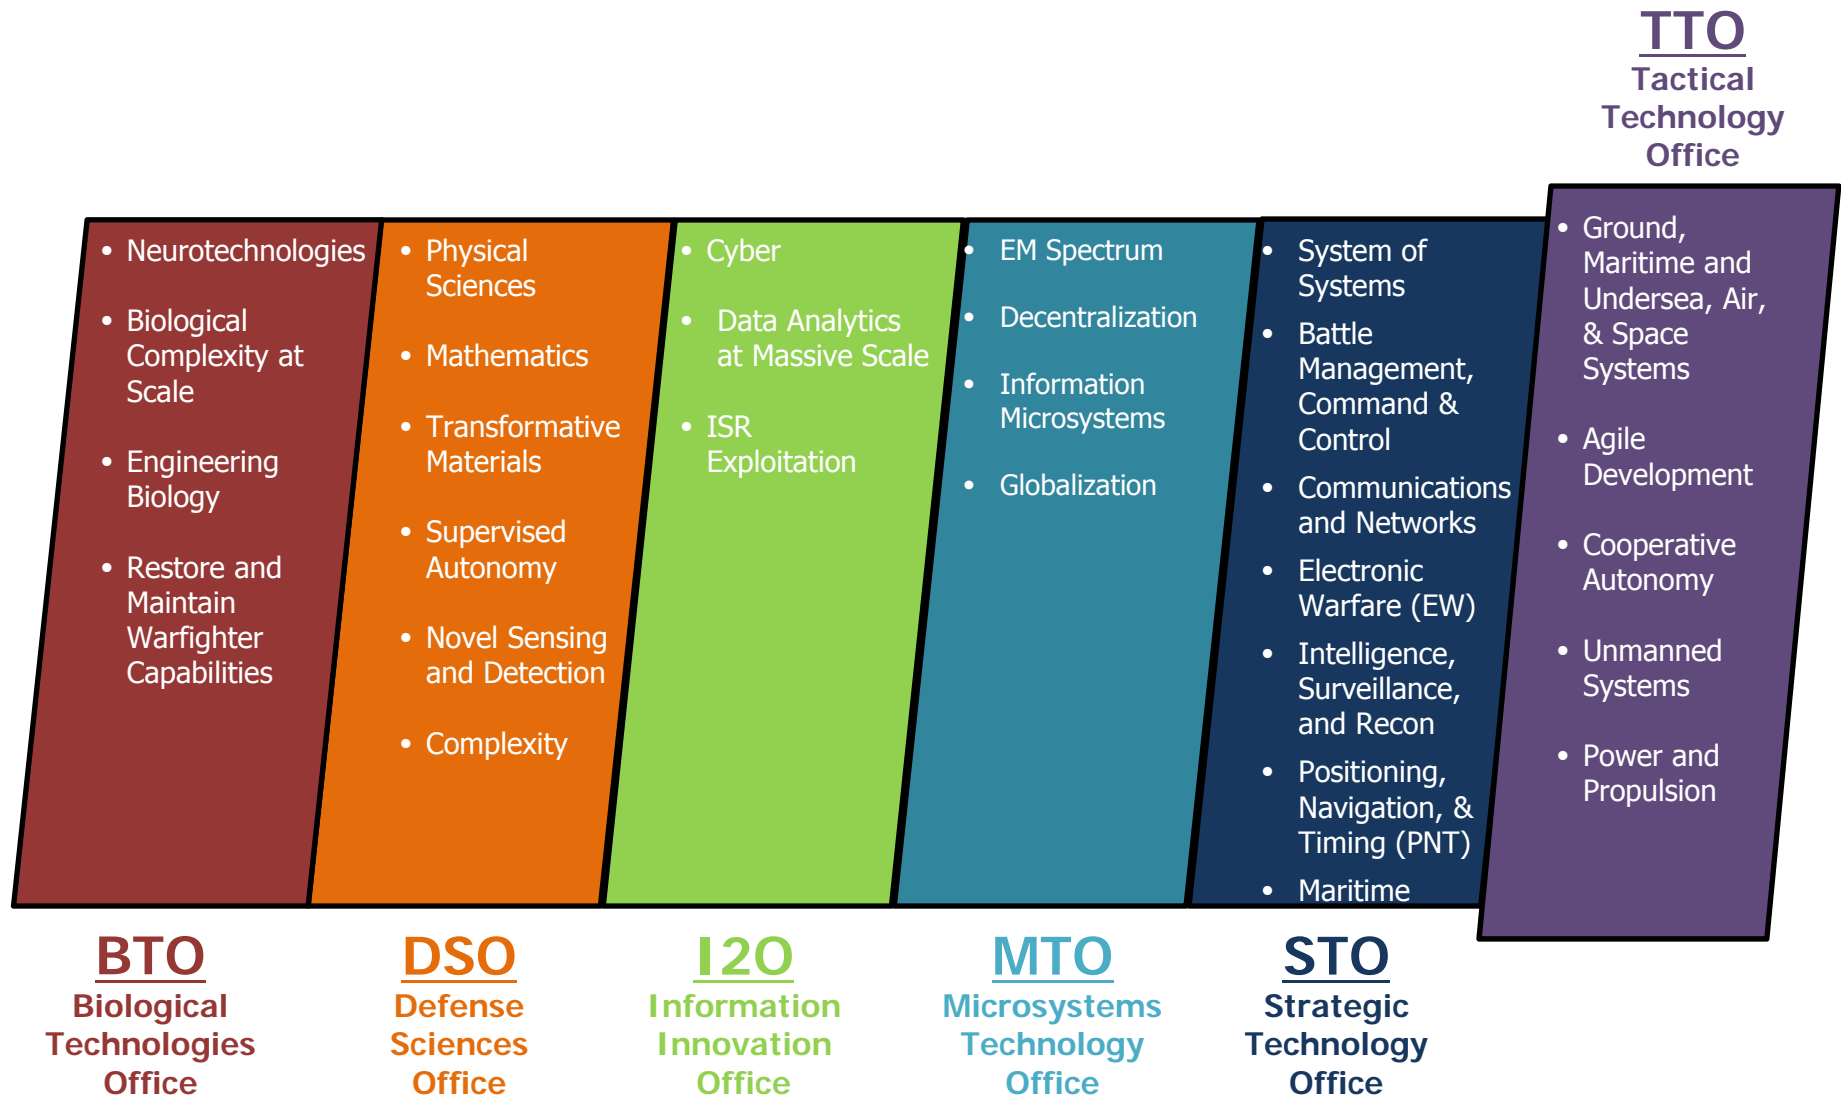 TTO
Tactical
Technology
Office
• Neurotechnologies
• Biological
Complexity at
Scale
• Engineering
Biology
• Restore and
Maintain
Warfighter
Capabilities
• Physical
Sciences
• Mathematics
• Transformative
Materials
• Supervised
Autonomy
• Novel Sensing
and Detection
• Complexity
• Cyber
• Data Analytics
at Massive Scale
• ISR
Exploitation
• EM Spectrum
• Decentralization
• Information
Microsystems
• Globalization
• System of
Systems
• Battle
Management,
Command &
Control
• Communications
and Networks
• Electronic
Warfare (EW)
• Intelligence,
Surveillance,
and Recon
• Positioning,
Navigation, &
Timing (PNT)
• Maritime
• Ground,
Maritime and
Undersea, Air,
& Space
Systems
• Agile
Development
• Cooperative
Autonomy
• Unmanned
Systems
• Power and
Propulsion
BTO
Biological
Technologies
Office
DSO
Defense
Sciences
Office
I2O
Information
Innovation
Office
MTO
Microsystems
Technology
Office
STO
Strategic
Technology
Office